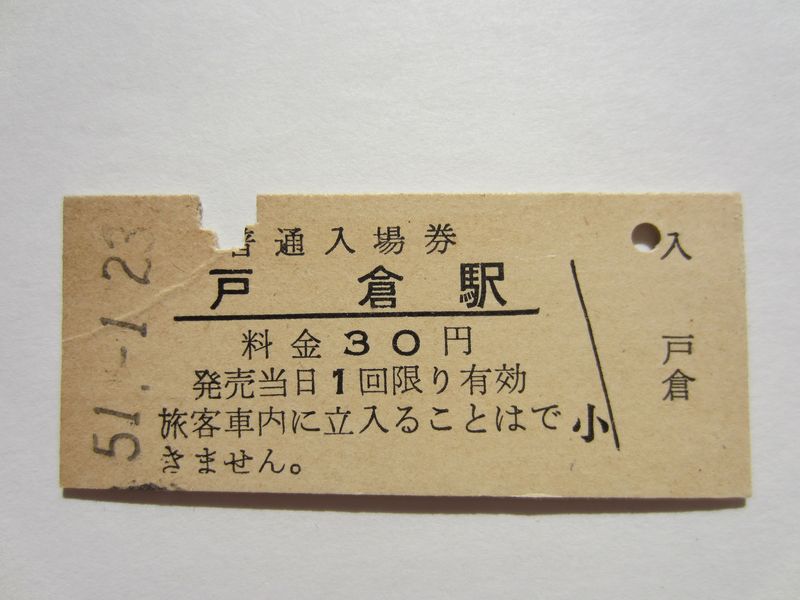 51.-1.23
普通入場券
戸倉駅
料金30円
発売当日1回限り有効
旅客車内に立入ることはで
きません。
小
入
戸倉